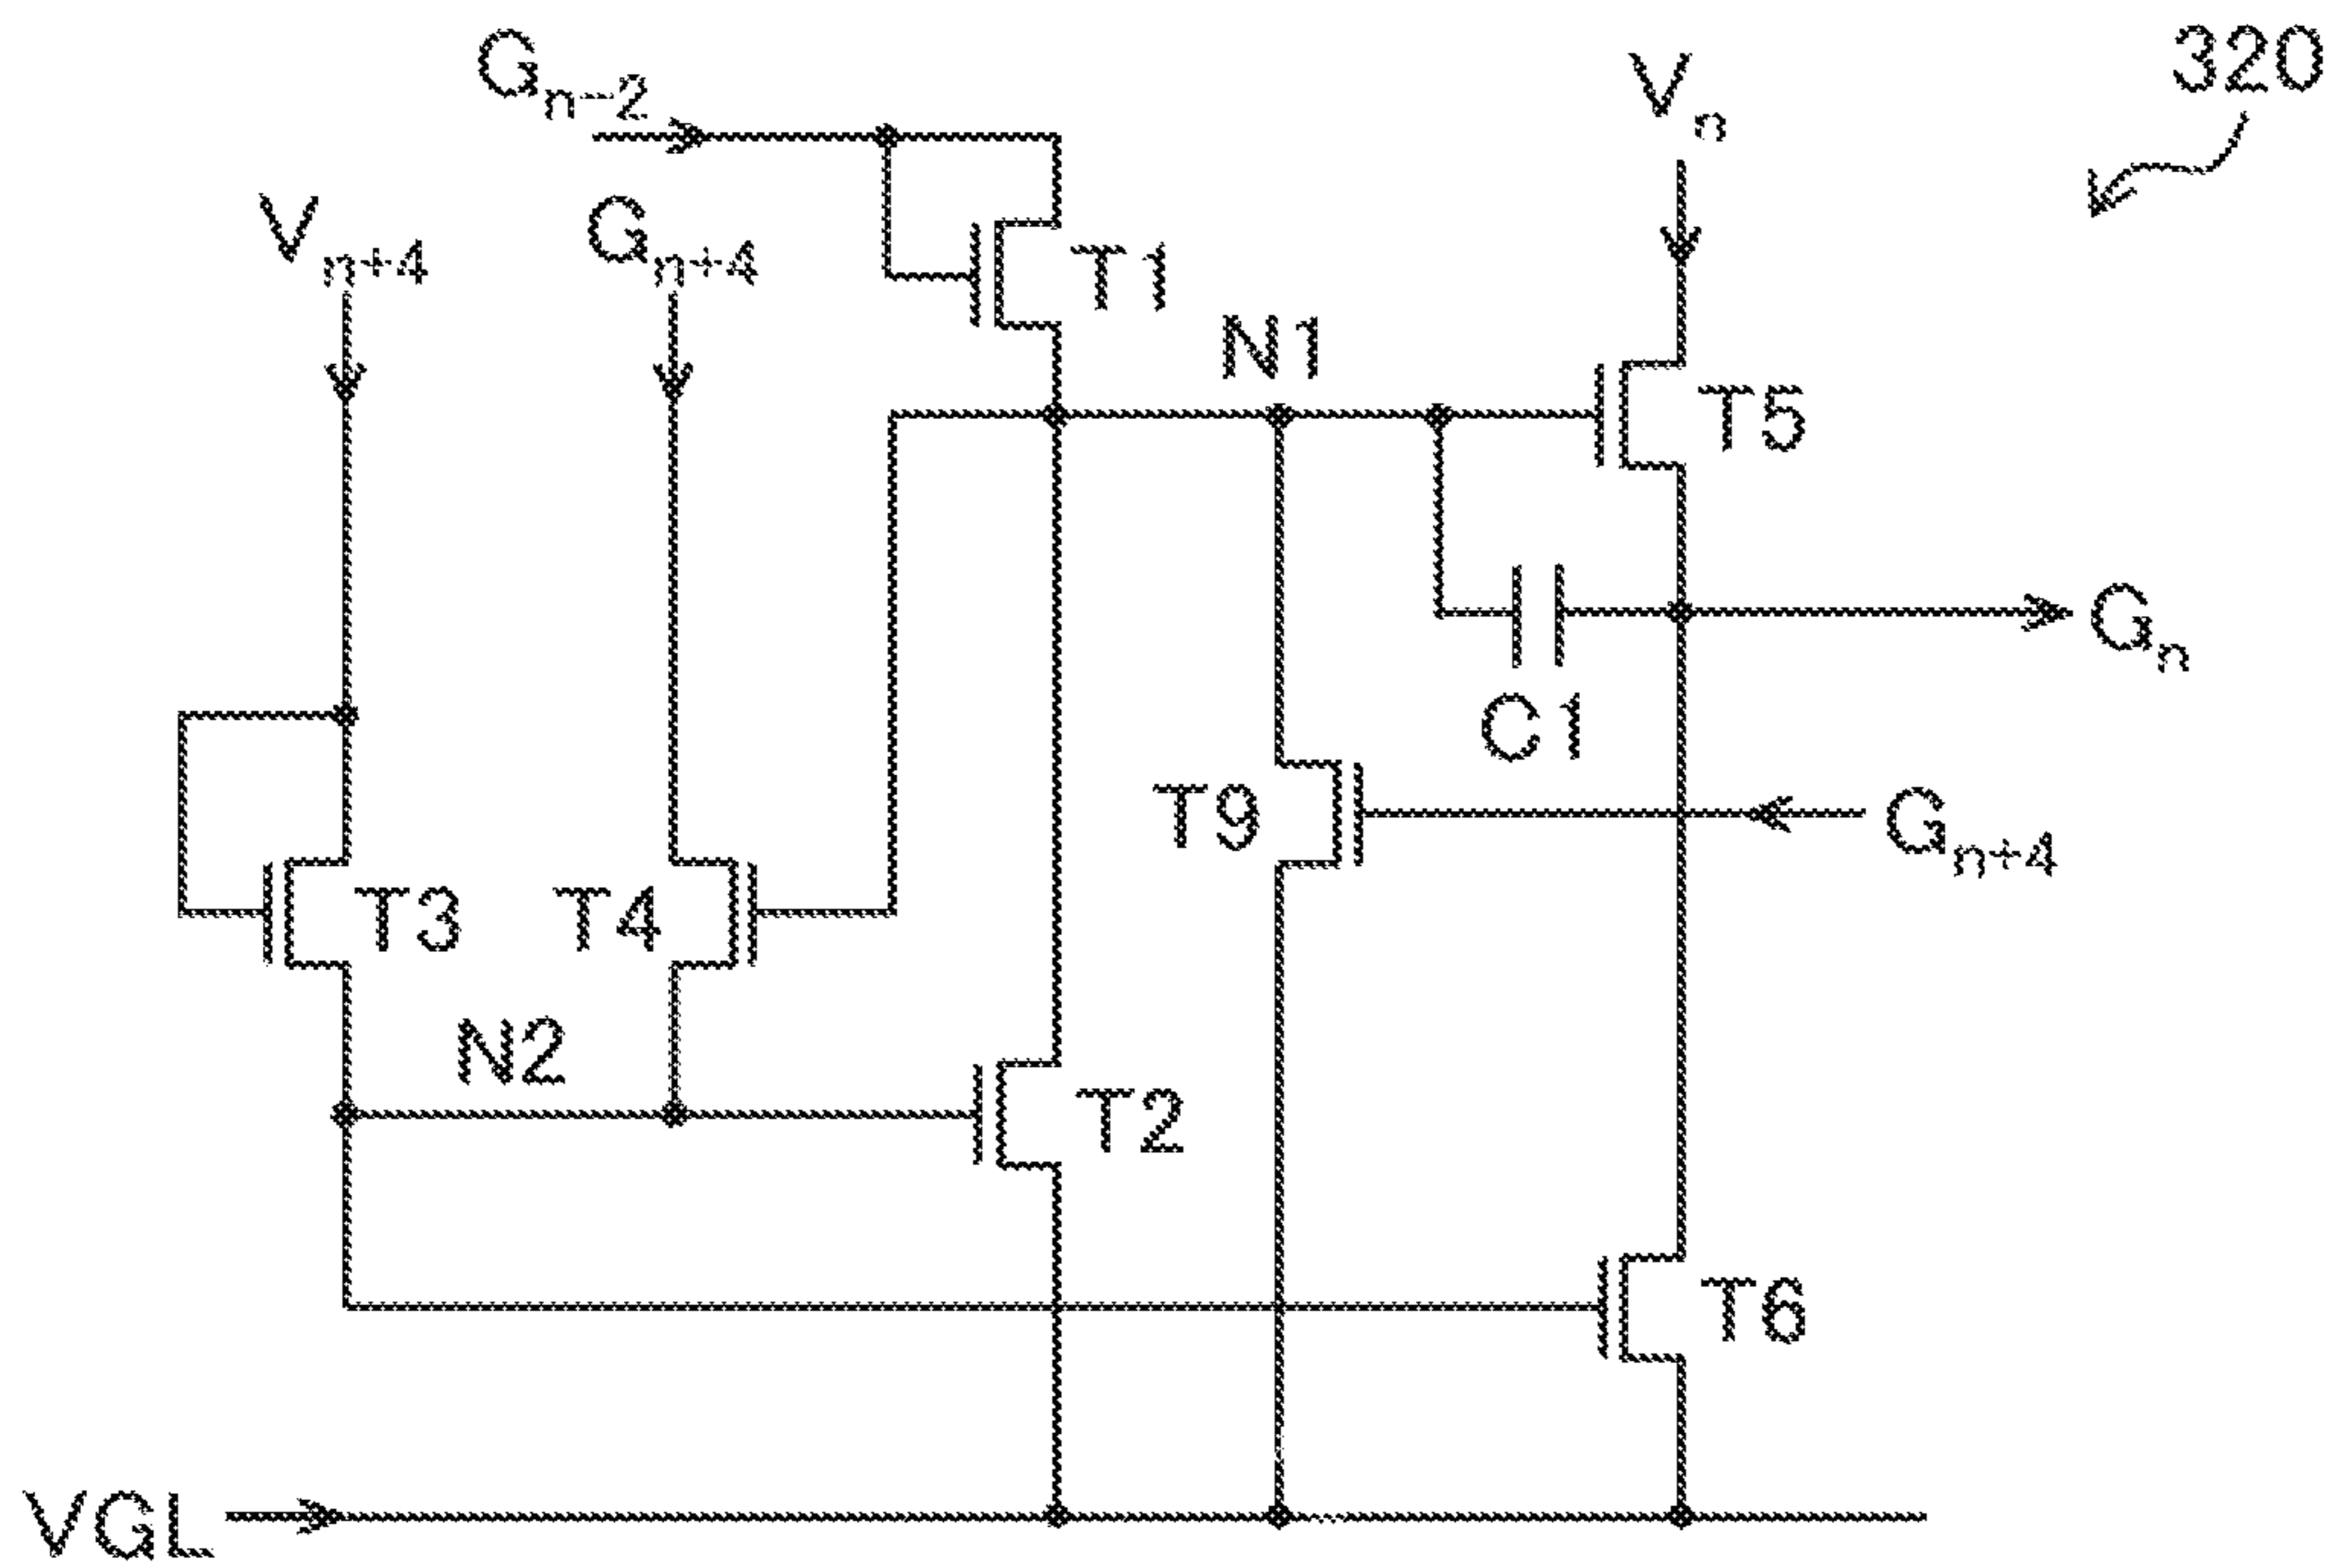 320
G_{n-2}
V_n
V_{n+4}
G_{n+4}
T1
N1
T5
G_n
C1
T9
G_{n+4}
T3
T4
N2
T2
T6
VGL